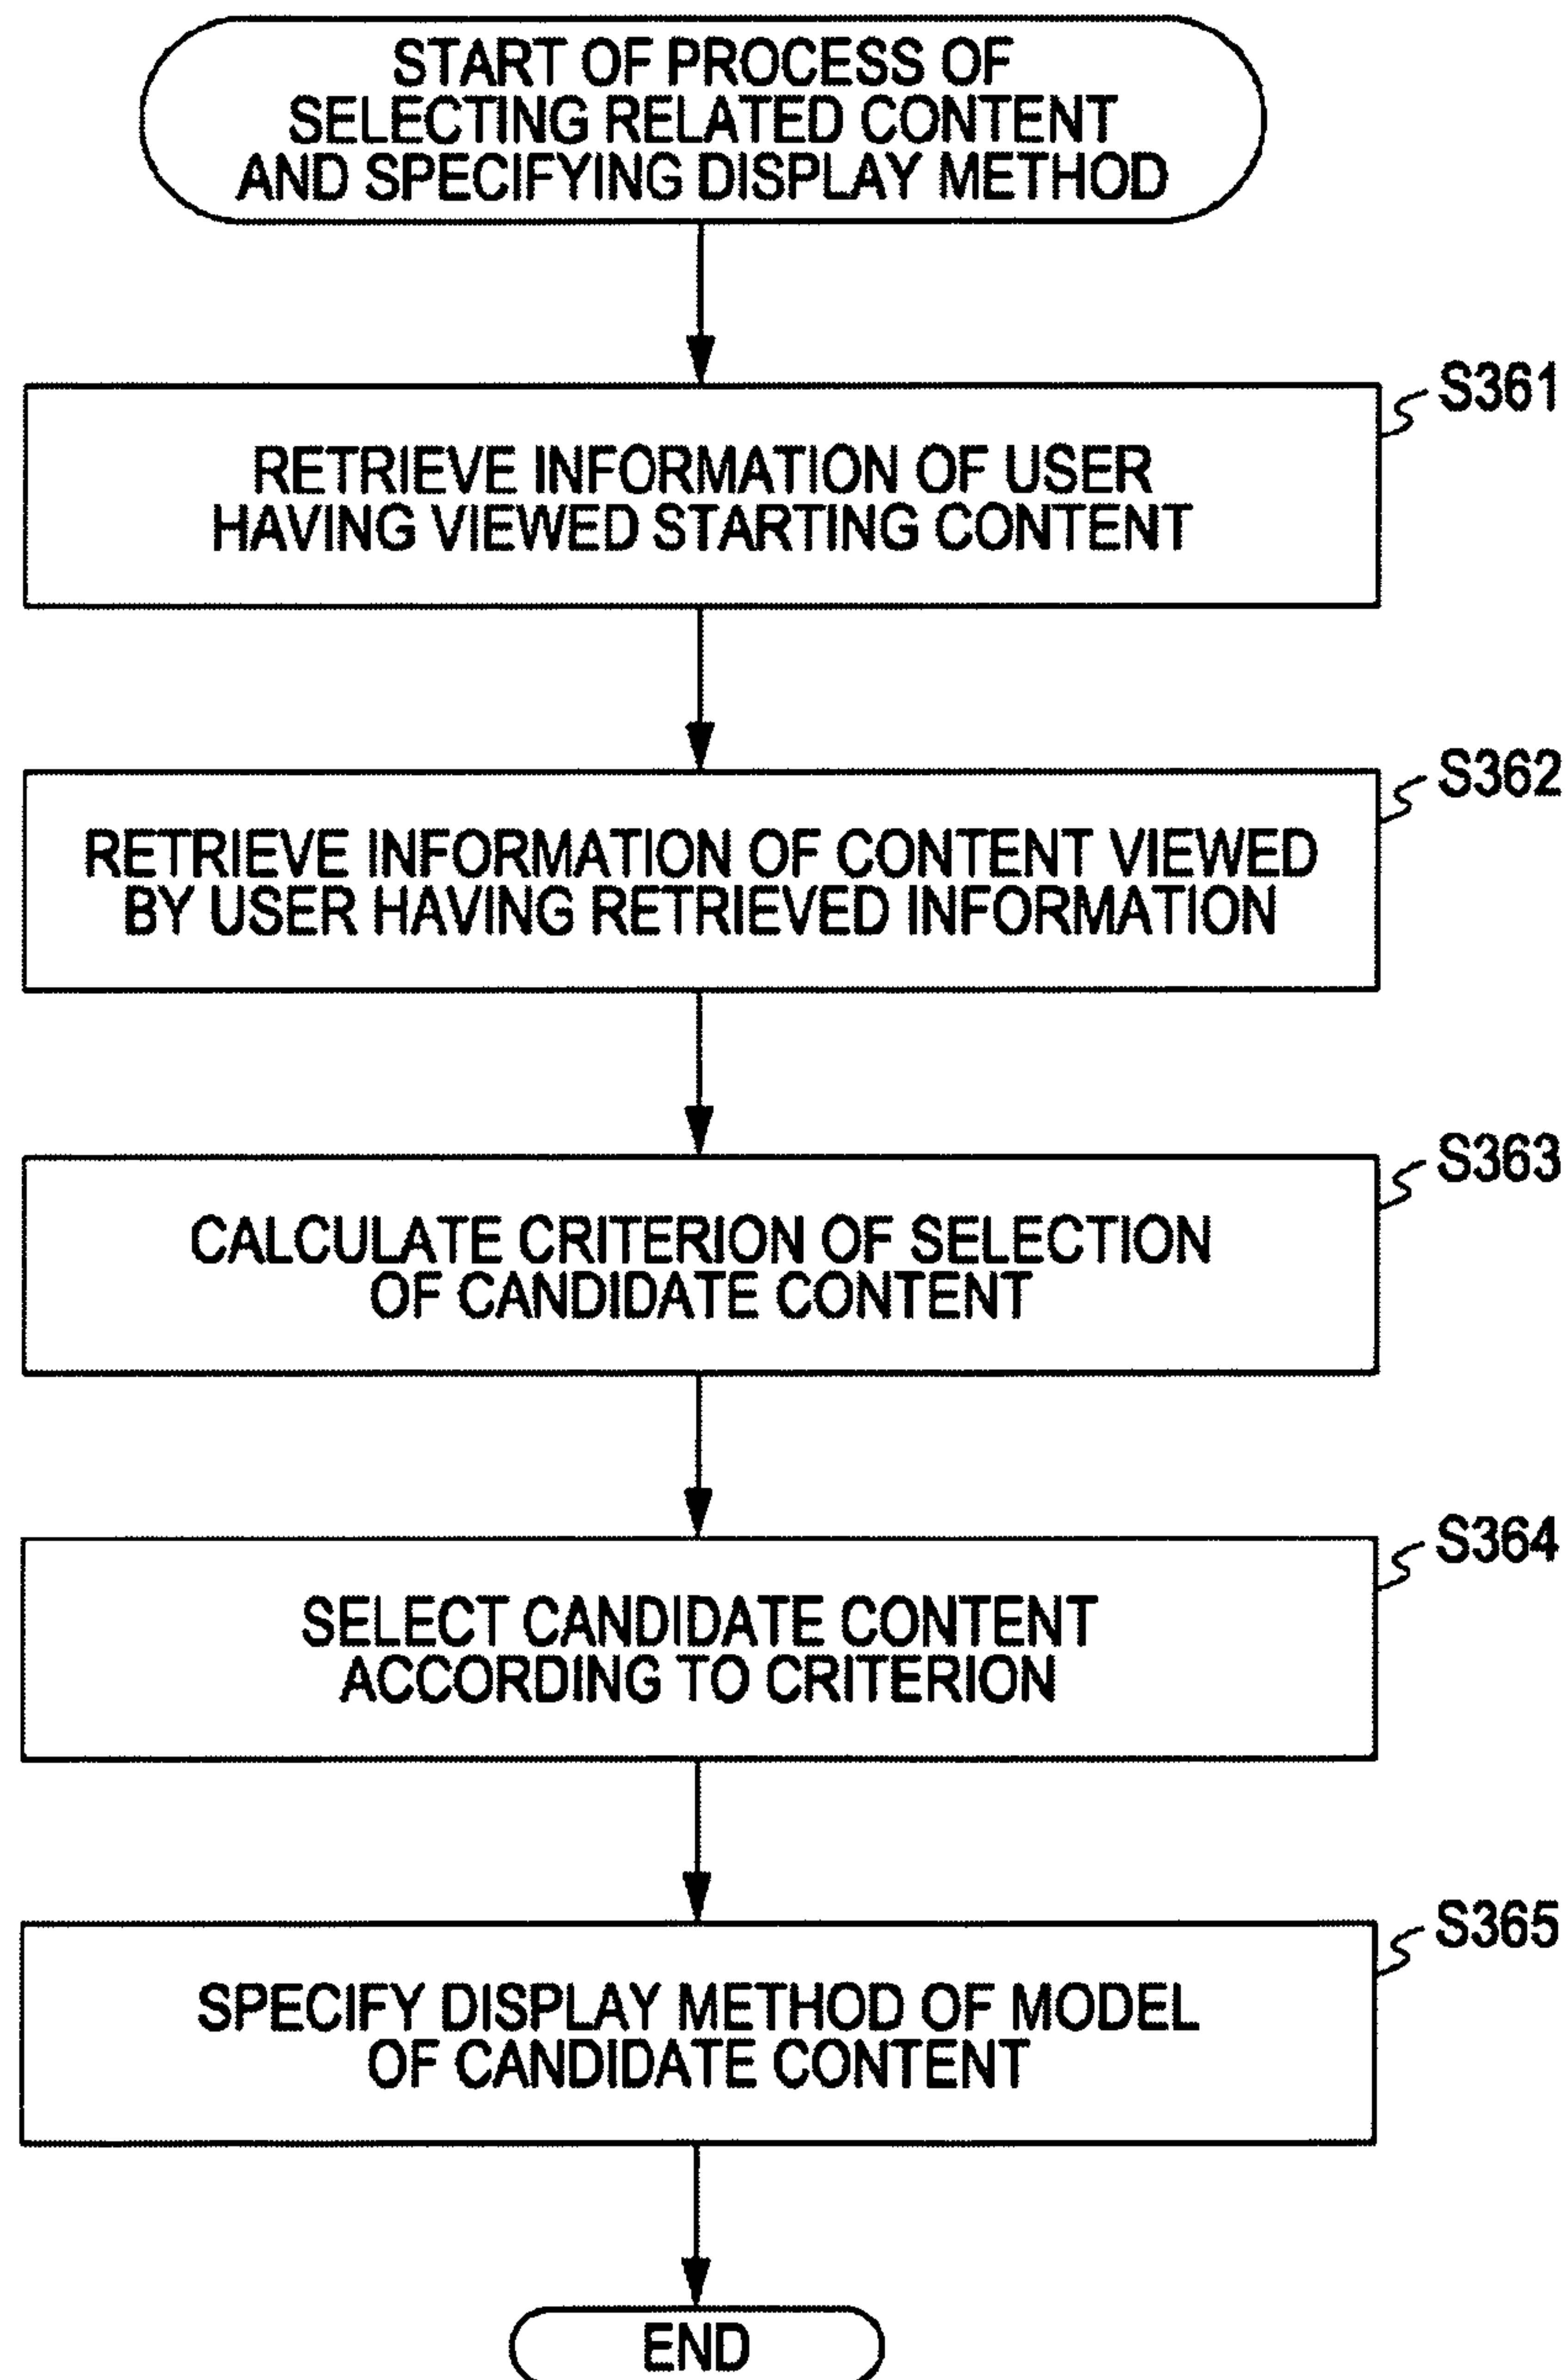 START OF PROCESS OF
SELECTING RELATED CONTENT
AND SPECIFYING DISPLAY METHOD
S361
RETRIEVE INFORMATION OF USER
HAVING VIEWED STARTING CONTENT
S362
RETRIEVE INFORMATION OF CONTENT VIEWED
BY USER HAVING RETRIEVED INFORMATION
S363
CALCULATE CRITERION OF SELECTION
OF CANDIDATE CONTENT
S364
SELECT CANDIDATE CONTENT
ACCORDING TO CRITERION
S365
SPECIFY DISPLAY METHOD OF MODEL
OF CANDIDATE CONTENT
END